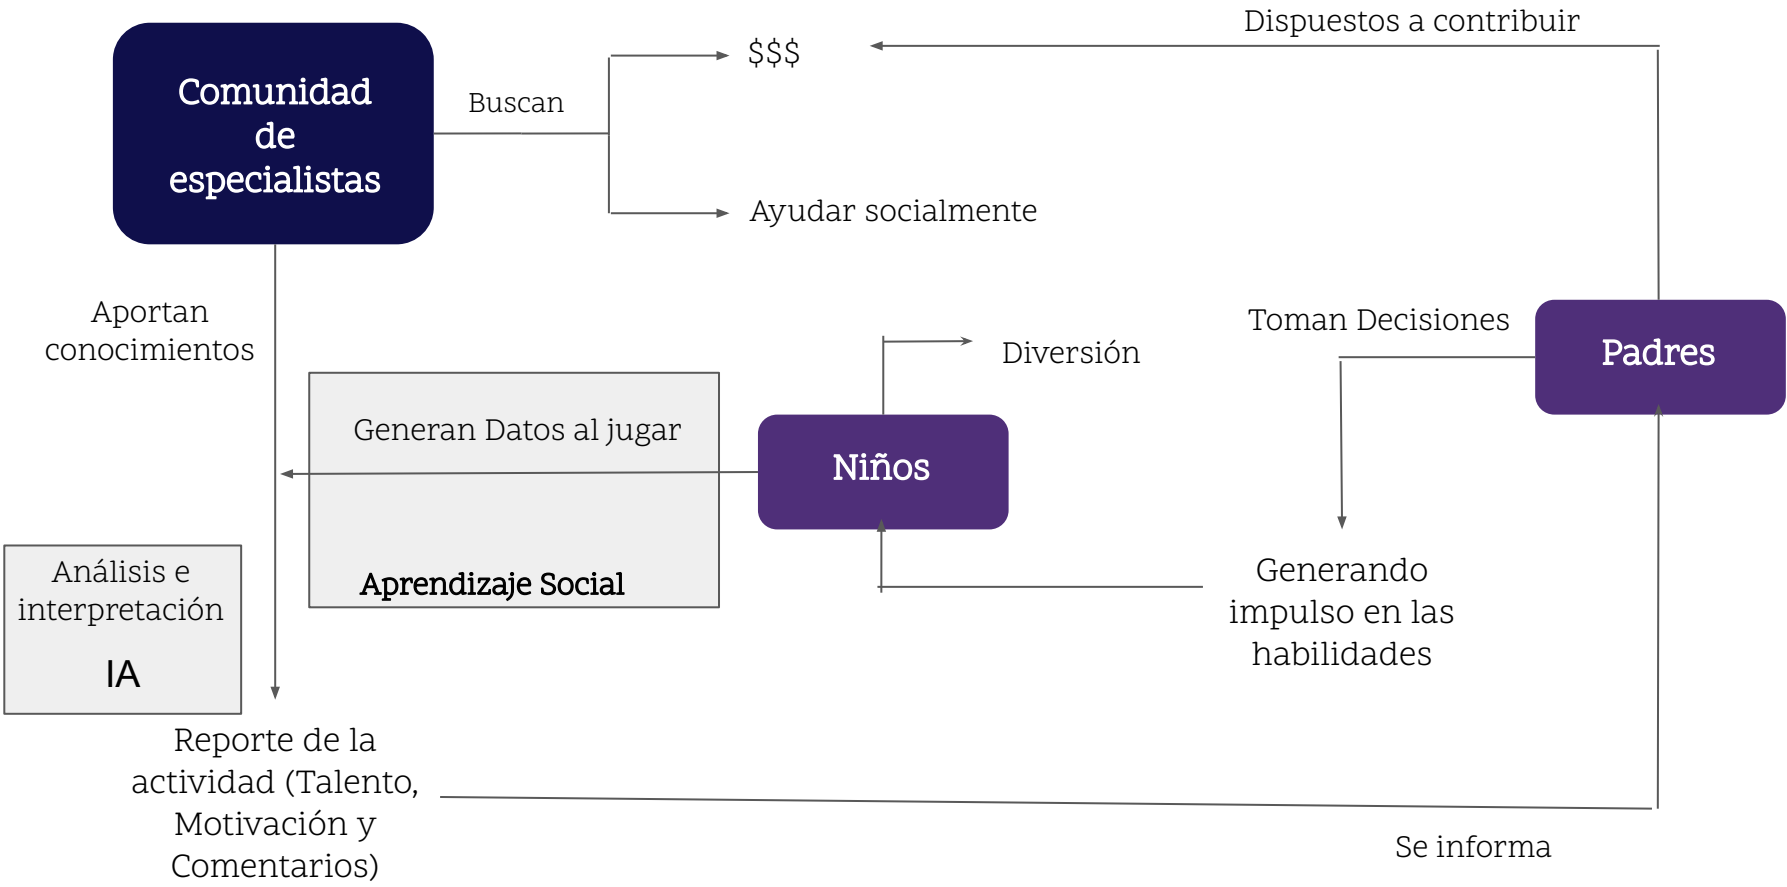 Dispuestos a contribuir
$$$
Comunidad
de
especialistas
Buscan
Ayudar socialmente
Aportan
conocimientos
Toman Decisiones
Padres
Diversión
Generan Datos al jugar
Niños
Aprendizaje Social
Análisis e
interpretación
IA
Generando
impulso en las
habilidades
Reporte de la
actividad (Talento,
Motivación y
Comentarios)
Se informa